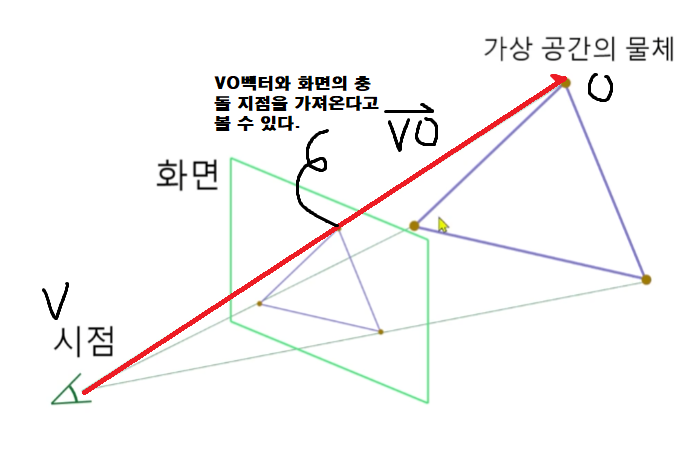 가상 공간의 물체
O
VO벡터와 화면의 충
돌 지점을 가져온다고
볼 수 있다.
VO
화면
V
시점